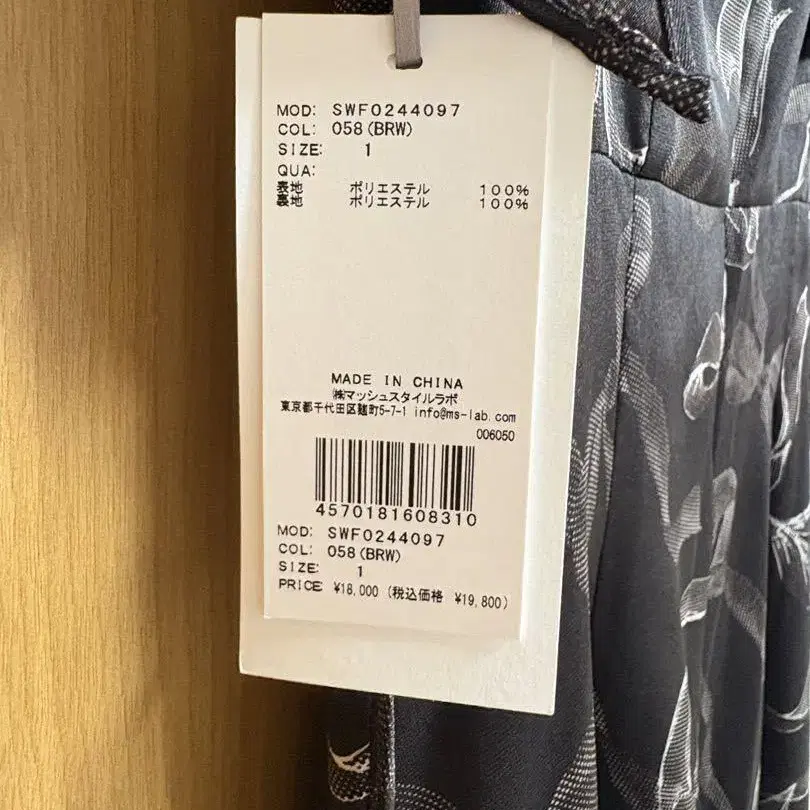 MOD: SWF0244097
COL: 058(BRW)
SIZE: 1
QUA:
表地 ポリエステル 100%
裏地 ポリエステル 100%
MADE IN CHINA
㈱マッシュスタイルラボ
東京都千代田区麹町5-7-1 info@ms-lab.com
006050
4570181608310
MOD: SWF0244097
COL: 058(BRW)
SIZE: 1
PRICE ¥18,000 (税込価格 ¥19,800)